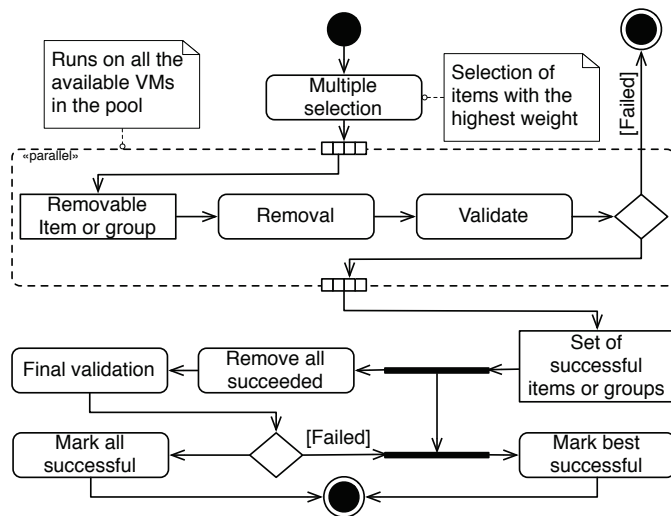 Runs on all the
available VMs
in the pool
Multiple
selection
Selection of
items with the
highest weight
[Failed]
«parallel»
Removable
Item or group
Removal
Validate
Set of
successful
items or groups
Remove all
succeeded
Final validation
Mark all
successful
[Failed]
Mark best
successful